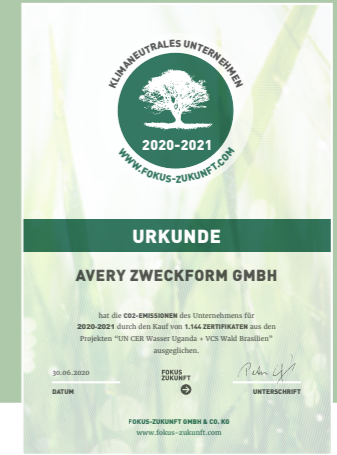 KLIMANEUTRALES UNTERNEHMEN
2020-2021
WWW.FOKUS-ZUKUNFT.COM
URKUNDE
AVERY ZWECKFORM GMBH
hat die CO2-EMISSIONEN des Unternehmens für
2020-2021 durch den Kauf von 1.144 ZERTIFIKATEN aus den
Projekten "UN CER Wasser Uganda + VCS Wald Brasilien"
ausgeglichen.
30.06.2020
FOKUS
ZUKUNFT
DATUM
UNTERSCHRIFT
FOKUS-ZUKUNFT GMBH & CO. KG
www.fokus-zukunft.com